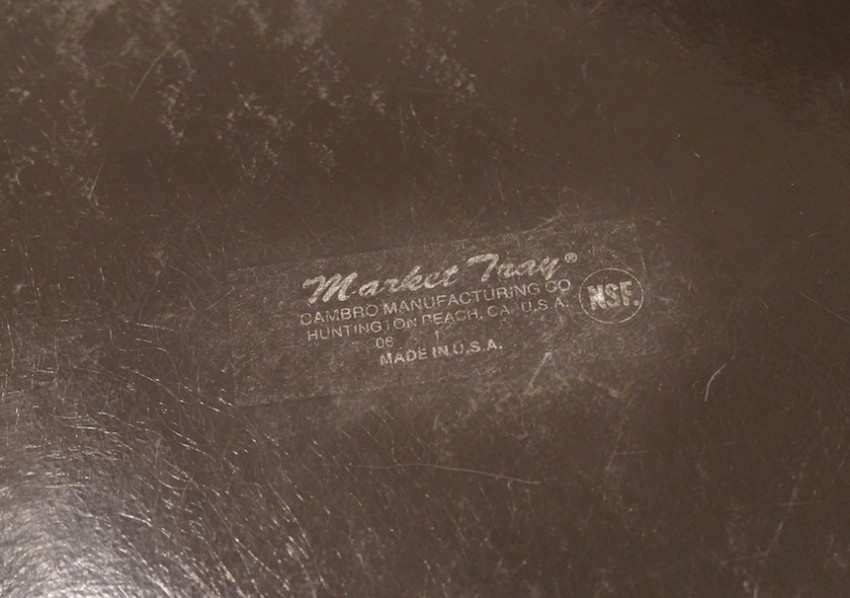 Market Tray®
CAMBRO MANUFACTURING CO
HUNTINGTON BEACH, CA. U.S.A.
06
MADE IN U.S.A.
NSF.